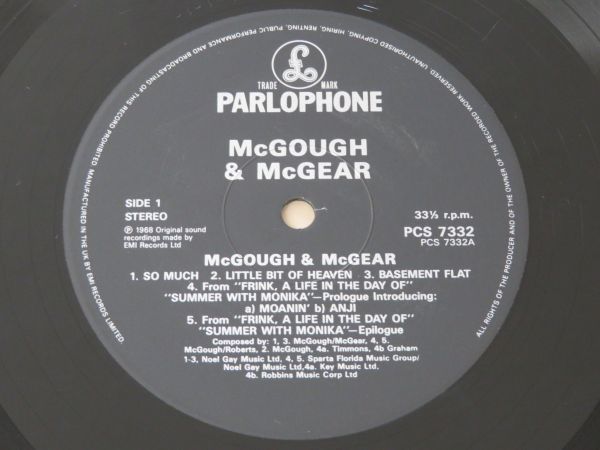 UNAUTHORISED COPYING, HIRING, RENTING, PUBLIC PERFORMANCE AND BROADCASTING OF THIS RECORD PROHIBITED MANUFACTURED IN THE UK BY EMI RECORDS LIMITED.
ALL RIGHTS OF THE PRODUCER AND OF THE OWNER OF THE RECORDED WORK RESERVED
£
TRADE MARK
PARLOPHONE
McGOUGH
& McGEAR
SIDE 1
STEREO
33⅓ r.p.m.
PCS 7332
PCS 7332A
℗ 1968 Original sound
recordings made by
EMI Records Ltd
McGOUGH & McGEAR
1. SO MUCH 2. LITTLE BIT OF HEAVEN 3. BASEMENT FLAT
4. From "FRINK, A LIFE IN THE DAY OF"
"SUMMER WITH MONIKA"—Prologue Introducing:
a) MOANIN' b) ANJI
5. From "FRINK, A LIFE IN THE DAY OF"
"SUMMER WITH MONIKA"—Epilogue
Composed by: 1, 3. McGough/McGear, 4, 5.
McGough/Roberts, 2. McGough, 4a. Timmons, 4b Graham
1-3, Noel Gay Music Ltd, 4, 5. Sparta Florida Music Group/
Noel Gay Music Ltd,4a. Key Music Ltd.
4b. Robbins Music Corp Ltd